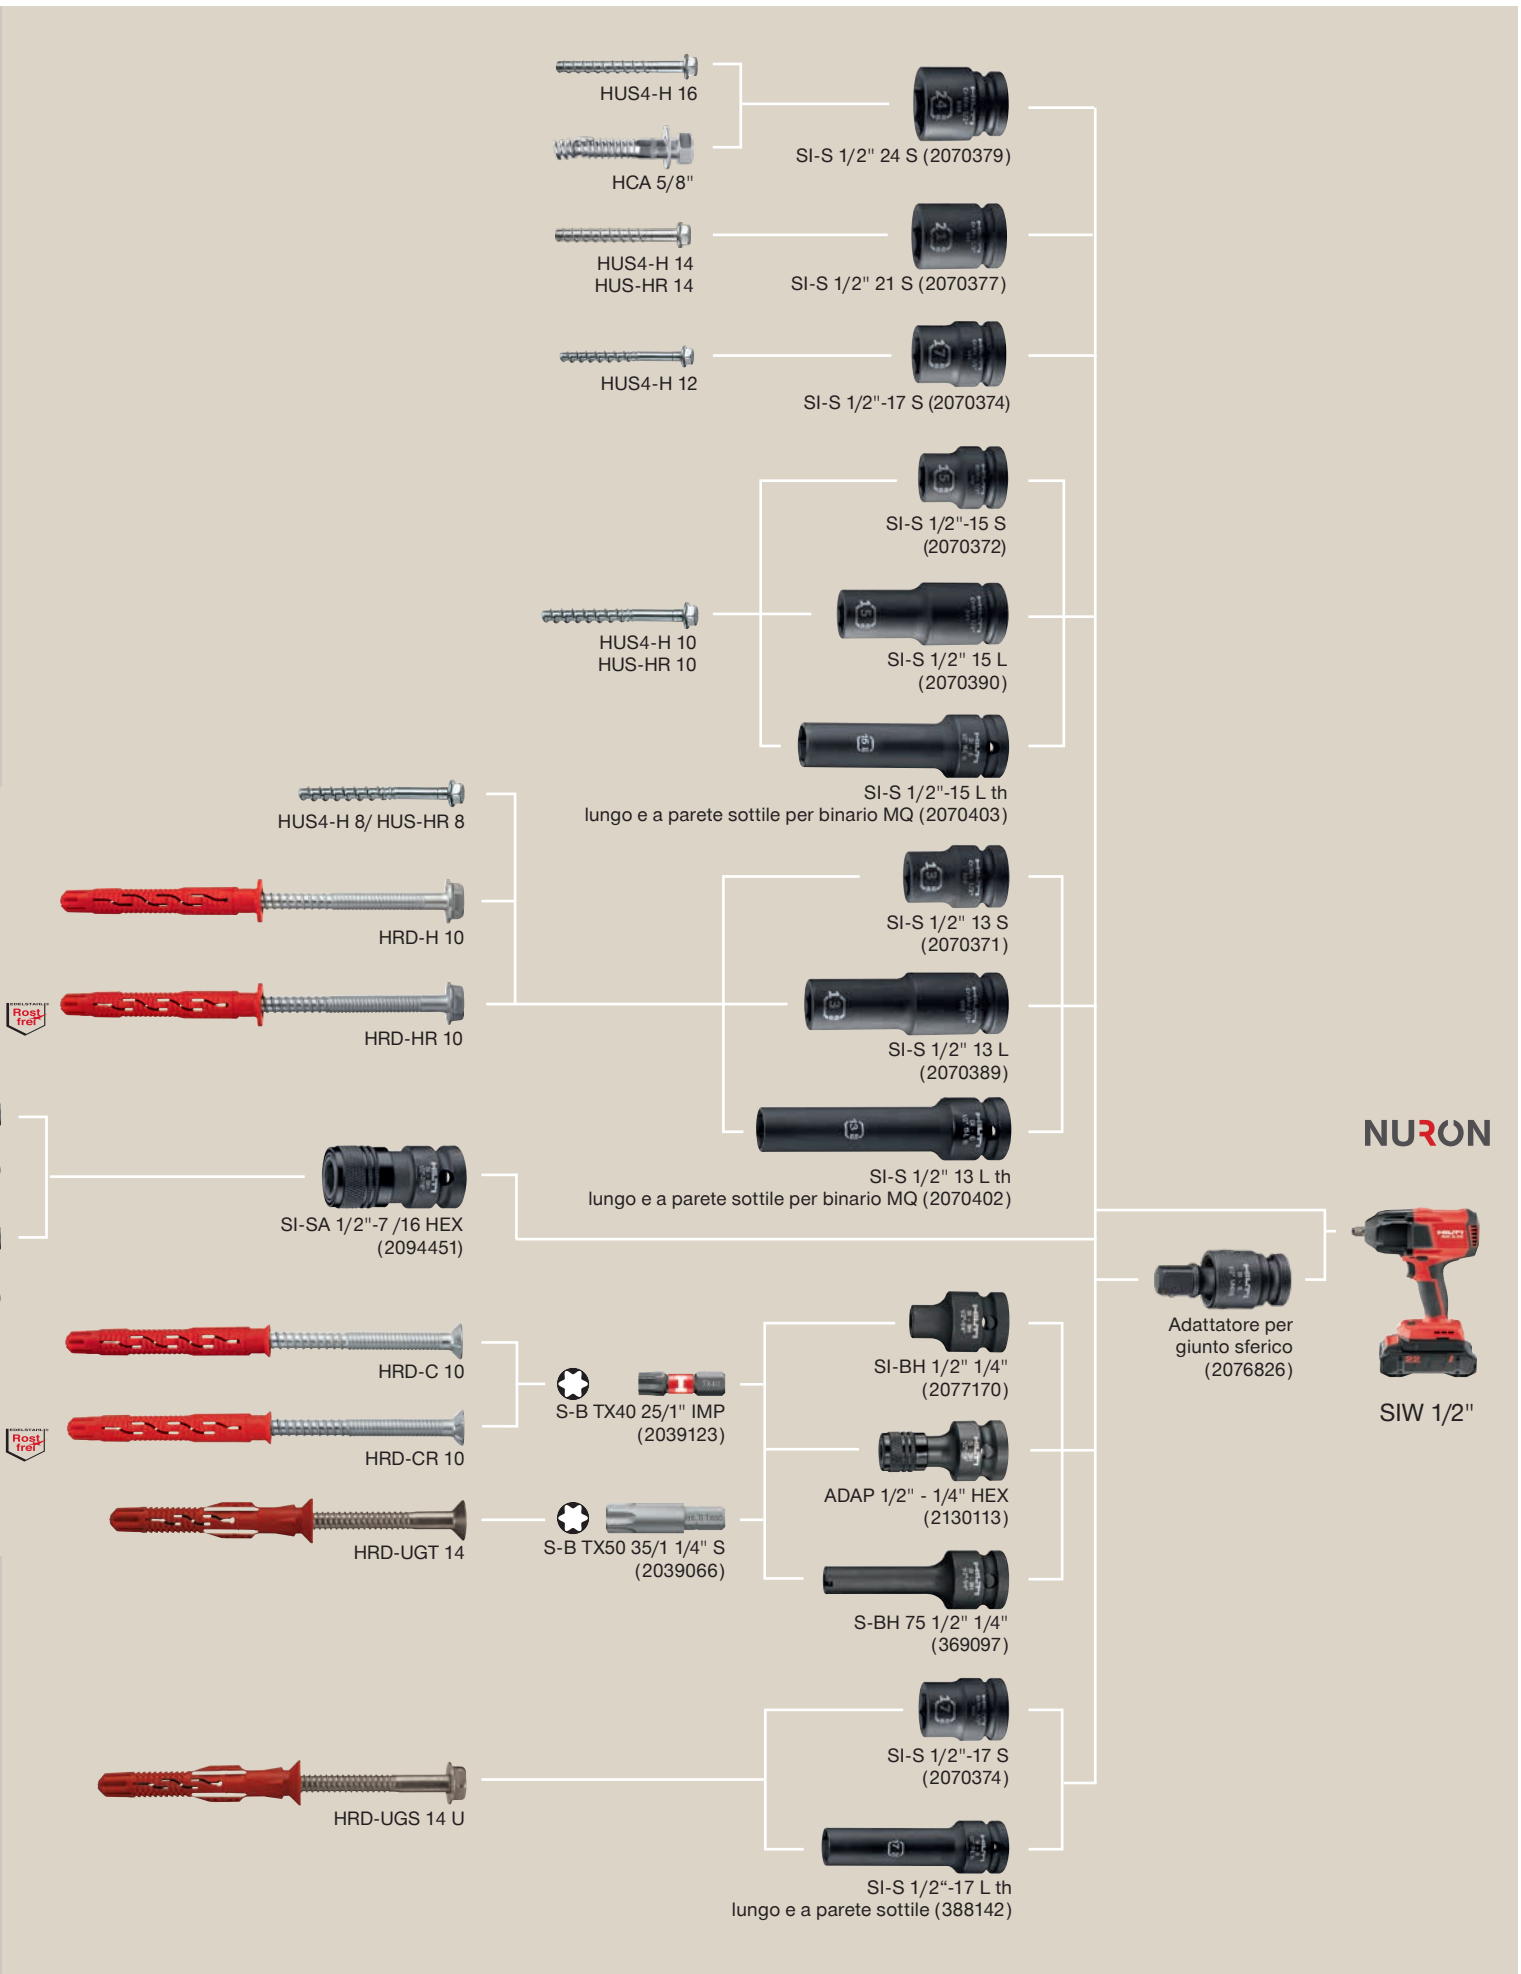 HUS4-H 16
SI-S 1/2" 24 S (2070379)
HCA 5/8"
HUS4-H 14
HUS-HR 14
SI-S 1/2" 21 S (2070377)
HUS4-H 12
SI-S 1/2"-17 S (2070374)
SI-S 1/2"-15 S
(2070372)
HUS4-H 10
HUS-HR 10
SI-S 1/2" 15 L
(2070390)
SI-S 1/2"-15 L th
lungo e a parete sottile per binario MQ (2070403)
HUS4-H 8/ HUS-HR 8
HRD-H 10
SI-S 1/2" 13 S
(2070371)
EDELSTAHL
Rost
frei
HRD-HR 10
SI-S 1/2" 13 L
(2070389)
SI-S 1/2" 13 L th
lungo e a parete sottile per binario MQ (2070402)
SI-SA 1/2"-7 /16 HEX
(2094451)
NURON
HILTI
22
SIW 1/2"
Adattatore per
giunto sferico
(2076826)
HRD-C 10
S-B TX40 25/1" IMP
(2039123)
SI-BH 1/2" 1/4"
(2077170)
EDELSTAHL
Rost
frei
HRD-CR 10
ADAP 1/2" - 1/4" HEX
(2130113)
HRD-UGT 14
S-B TX50 35/1 1/4" S
(2039066)
S-BH 75 1/2" 1/4"
(369097)
SI-S 1/2"-17 S
(2070374)
HRD-UGS 14 U
SI-S 1/2“-17 L th
lungo e a parete sottile (388142)